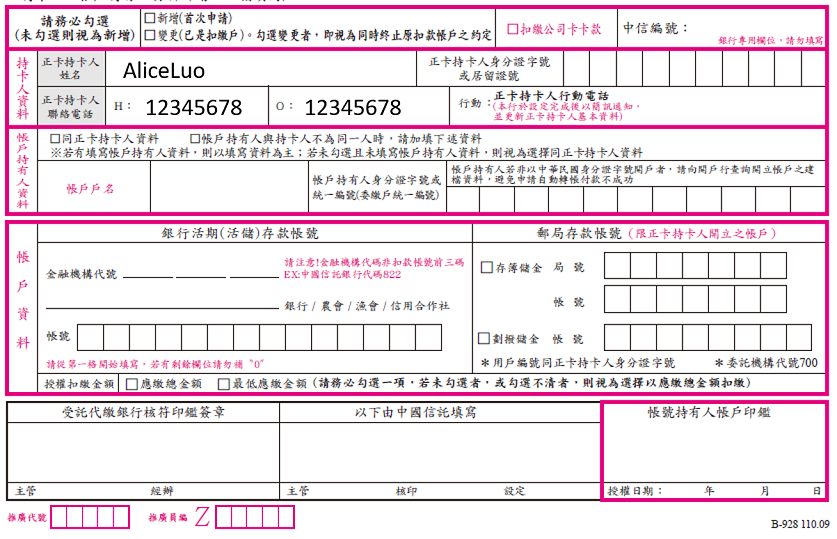 請務必勾選
(未勾選則視為新增)
□新增(首次申請)
□變更(已是扣繳戶)。勾選變更者，即視為同時終止原扣款帳戶之約定
□扣繳公司卡卡款
中信編號：
銀行專用欄位，請勿填寫
持卡人資料
正卡持卡人
姓名
AliceLuo
正卡持卡人身分證字號
或居留證號
正卡持卡人
聯絡電話
H： 12345678
O： 12345678
行動：
正卡持卡人行動電話
(本行於設定完成後以簡訊通知，
並更新正卡持卡人基本資料)
帳戶持有人資料
□同正卡持卡人資料 □帳戶持有人與持卡人不為同一人時，請加填下述資料
※若有填寫帳戶持有人資料，則以填寫資料為主；若未勾選且未填寫帳戶持有人資料，則視為選擇同正卡持卡人資料
帳戶戶名
帳戶持有人身分證字號或
統一編號(委繳戶統一編號)
帳戶持有人若非以中華民國身分證字號開戶者，請向開戶行查詢開立帳戶之建
檔資料，避免申請自動轉帳付款不成功
帳戶資料
銀行活期(活儲)存款帳號
金融機構代號
請注意!金融機構代碼非扣款帳號前三碼
EX:中國信託銀行代碼822
銀行 / 農會 / 漁會 / 信用合作社
帳號
請從第一格開始填寫，若有剩餘欄位請勿補〝0〞
郵局存款帳號 (限正卡持卡人開立之帳戶)
□存簿儲金 局 號
帳 號
□劃撥儲金 帳 號
＊用戶編號同正卡持卡人身分證字號 ＊委託機構代號700
授權扣繳金額 □應繳總金額 □最低應繳金額 (請務必勾選一項，若未勾選者，或勾選不清者，則視為選擇以應繳總金額扣繳)
受託代繳銀行核符印鑑簽章
主管 經辦
以下由中國信託填寫
主管 核印 設定
帳號持有人帳戶印鑑
授權日期： 年 月 日
推廣代號
推廣員編 Z
B-928 110.09